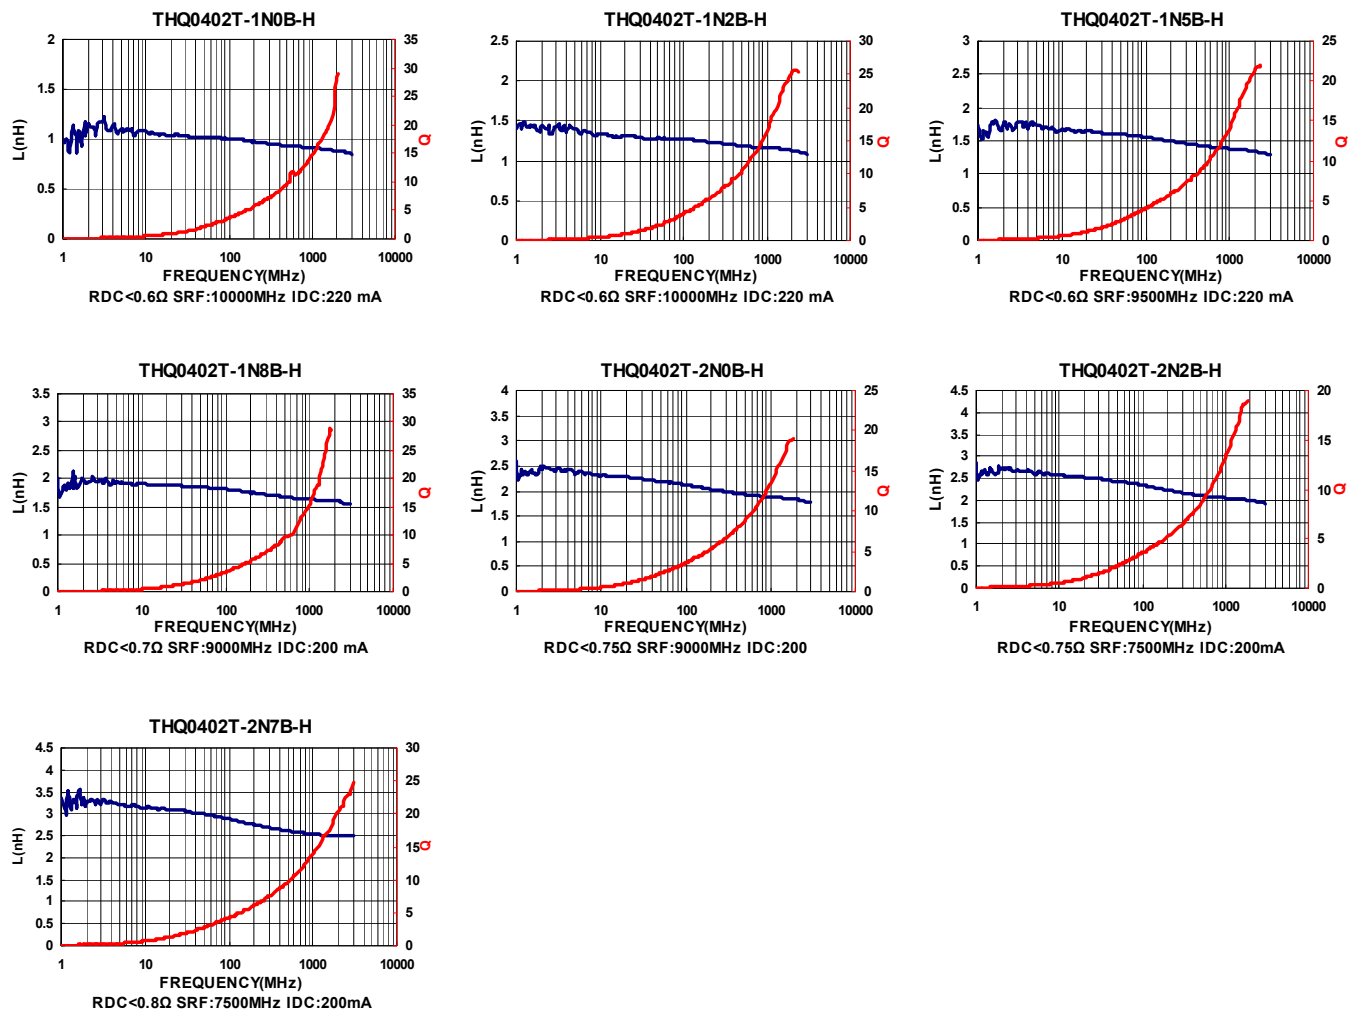 THQ0402T-1N0B-H
2
1.5
1
0.5
0
35
30
25
20
15
10
5
0
L(nH)
Q
1 10 100 1000 10000
FREQUENCY(MHz)
RDC<0.6Ω SRF:10000MHz IDC:220 mA
THQ0402T-1N2B-H
2.5
2
1.5
1
0.5
0
30
25
20
15
10
5
0
L(nH)
Q
1 10 100 1000 10000
FREQUENCY(MHz)
RDC<0.6Ω SRF:10000MHz IDC:220 mA
THQ0402T-1N5B-H
3
2.5
2
1.5
1
0.5
0
25
20
15
10
5
0
L(nH)
Q
1 10 100 1000 10000
FREQUENCY(MHz)
RDC<0.6Ω SRF:9500MHz IDC:220 mA
THQ0402T-1N8B-H
3.5
3
2.5
2
1.5
1
0.5
0
35
30
25
20
15
10
5
0
L(nH)
Q
1 10 100 1000 10000
FREQUENCY(MHz)
RDC<0.7Ω SRF:9000MHz IDC:200 mA
THQ0402T-2N0B-H
4
3.5
3
2.5
2
1.5
1
0.5
0
25
20
15
10
5
0
L(nH)
Q
1 10 100 1000 10000
FREQUENCY(MHz)
RDC<0.75Ω SRF:9000MHz IDC:200
THQ0402T-2N2B-H
4.5
4
3.5
3
2.5
2
1.5
1
0.5
0
20
15
10
5
0
L(nH)
Q
1 10 100 1000 10000
FREQUENCY(MHz)
RDC<0.75Ω SRF:7500MHz IDC:200mA
THQ0402T-2N7B-H
4.5
4
3.5
3
2.5
2
1.5
1
0.5
0
30
25
20
15
10
5
0
L(nH)
Q
1 10 100 1000 10000
FREQUENCY(MHz)
RDC<0.8Ω SRF:7500MHz IDC:200mA